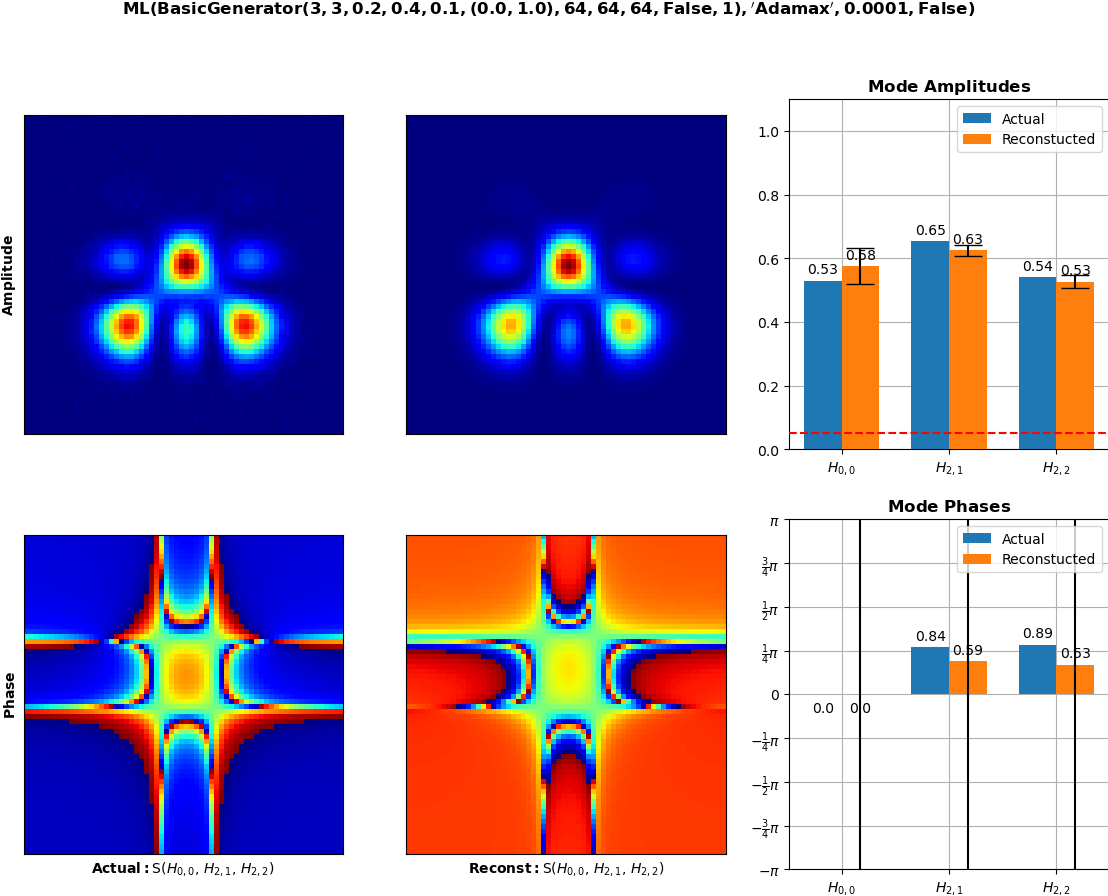 ML(BasicGenerator(3, 3, 0.2, 0.4, 0.1, (0.0, 1.0), 64, 64, 64, False, 1), 'Adamax', 0.0001, False)
Amplitude
Mode Amplitudes
Actual
Reconstucted
1.0
0.8
0.6
0.4
0.2
0.0
0.53
0.58
0.65
0.63
0.54
0.53
H0,0
H2,1
H2,2
Phase
Actual: S(H0,0, H2,1, H2,2)
Reconst: S(H0,0, H2,1, H2,2)
Mode Phases
Actual
Reconstucted
π
3/4π
1/2π
1/4π
0
−1/4π
−1/2π
−3/4π
−π
0.0
0.0
0.84
0.59
0.89
0.53
H0,0
H2,1
H2,2